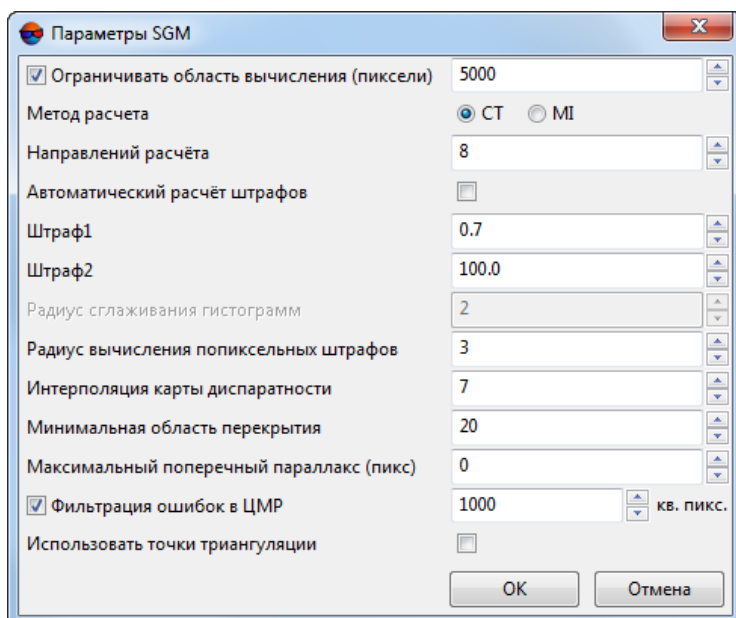 Параметры SGM
Ограничивать область вычисления (пиксели) 5000
Метод расчета CT MI
Направлений расчёта 8
Автоматический расчёт штрафов
Штраф1 0.7
Штраф2 100.0
Радиус сглаживания гистограмм 2
Радиус вычисления попиксельных штрафов 3
Интерполяция карты диспаратности 7
Минимальная область перекрытия 20
Максимальный поперечный параллакс (пикс) 0
Фильтрация ошибок в ЦМР 1000 кв. пикс.
Использовать точки триангуляции
OK Отмена